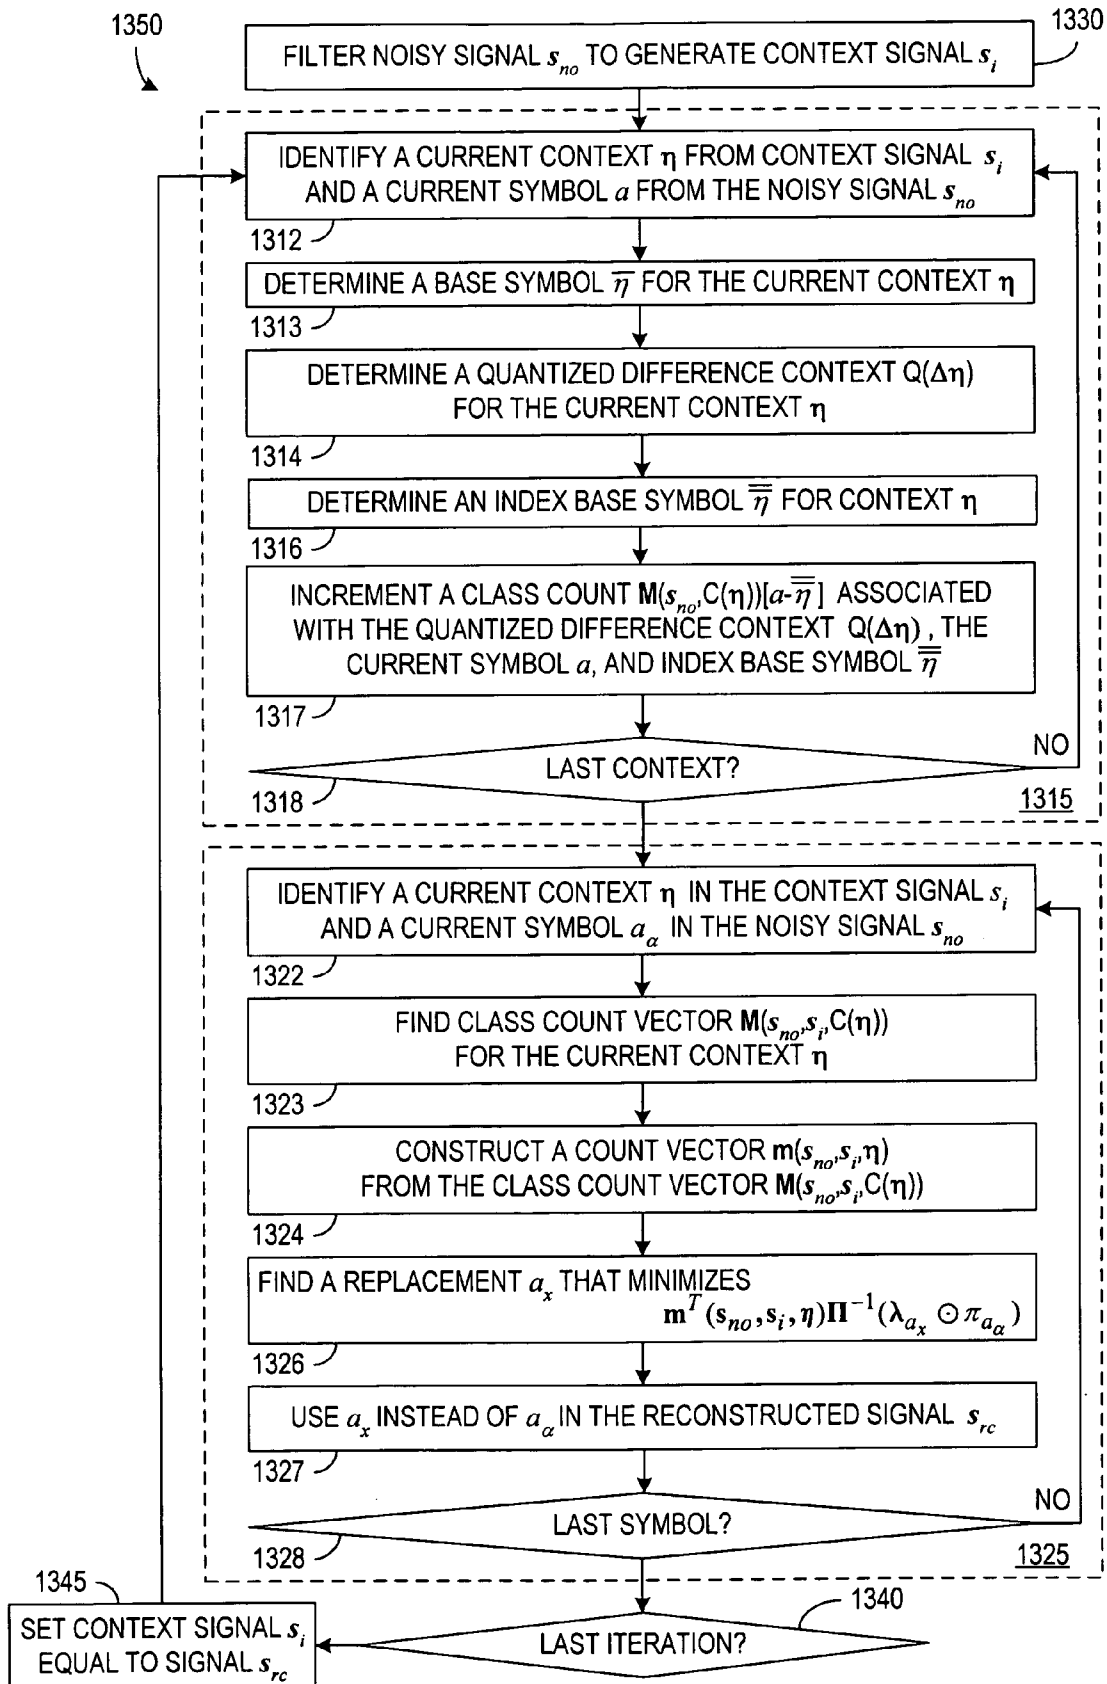 1350
1330
FILTER NOISY SIGNAL s_no TO GENERATE CONTEXT SIGNAL s_i
IDENTIFY A CURRENT CONTEXT η FROM CONTEXT SIGNAL s_i
AND A CURRENT SYMBOL a FROM THE NOISY SIGNAL s_no
1312
DETERMINE A BASE SYMBOL η̅ FOR THE CURRENT CONTEXT η
1313
DETERMINE A QUANTIZED DIFFERENCE CONTEXT Q(Δη)
FOR THE CURRENT CONTEXT η
1314
DETERMINE AN INDEX BASE SYMBOL η̿ FOR CONTEXT η
1316
INCREMENT A CLASS COUNT M(s_no,C(η))[a-η̿] ASSOCIATED
WITH THE QUANTIZED DIFFERENCE CONTEXT Q(Δη), THE
CURRENT SYMBOL a, AND INDEX BASE SYMBOL η̿
1317
LAST CONTEXT?
NO
1318
1315
IDENTIFY A CURRENT CONTEXT η IN THE CONTEXT SIGNAL s_i
AND A CURRENT SYMBOL a_α IN THE NOISY SIGNAL s_no
1322
FIND CLASS COUNT VECTOR M(s_no,s_i,C(η))
FOR THE CURRENT CONTEXT η
1323
CONSTRUCT A COUNT VECTOR m(s_no,s_i,η)
FROM THE CLASS COUNT VECTOR M(s_no,s_i,C(η))
1324
FIND A REPLACEMENT a_x THAT MINIMIZES
m^T(s_no,s_i,η)Π^-1(λ_a_x ⊙ π_a_α)
1326
USE a_x INSTEAD OF a_α IN THE RECONSTRUCTED SIGNAL s_rc
1327
LAST SYMBOL?
NO
1328
1325
1345
1340
SET CONTEXT SIGNAL s_i
EQUAL TO SIGNAL s_rc
LAST ITERATION?